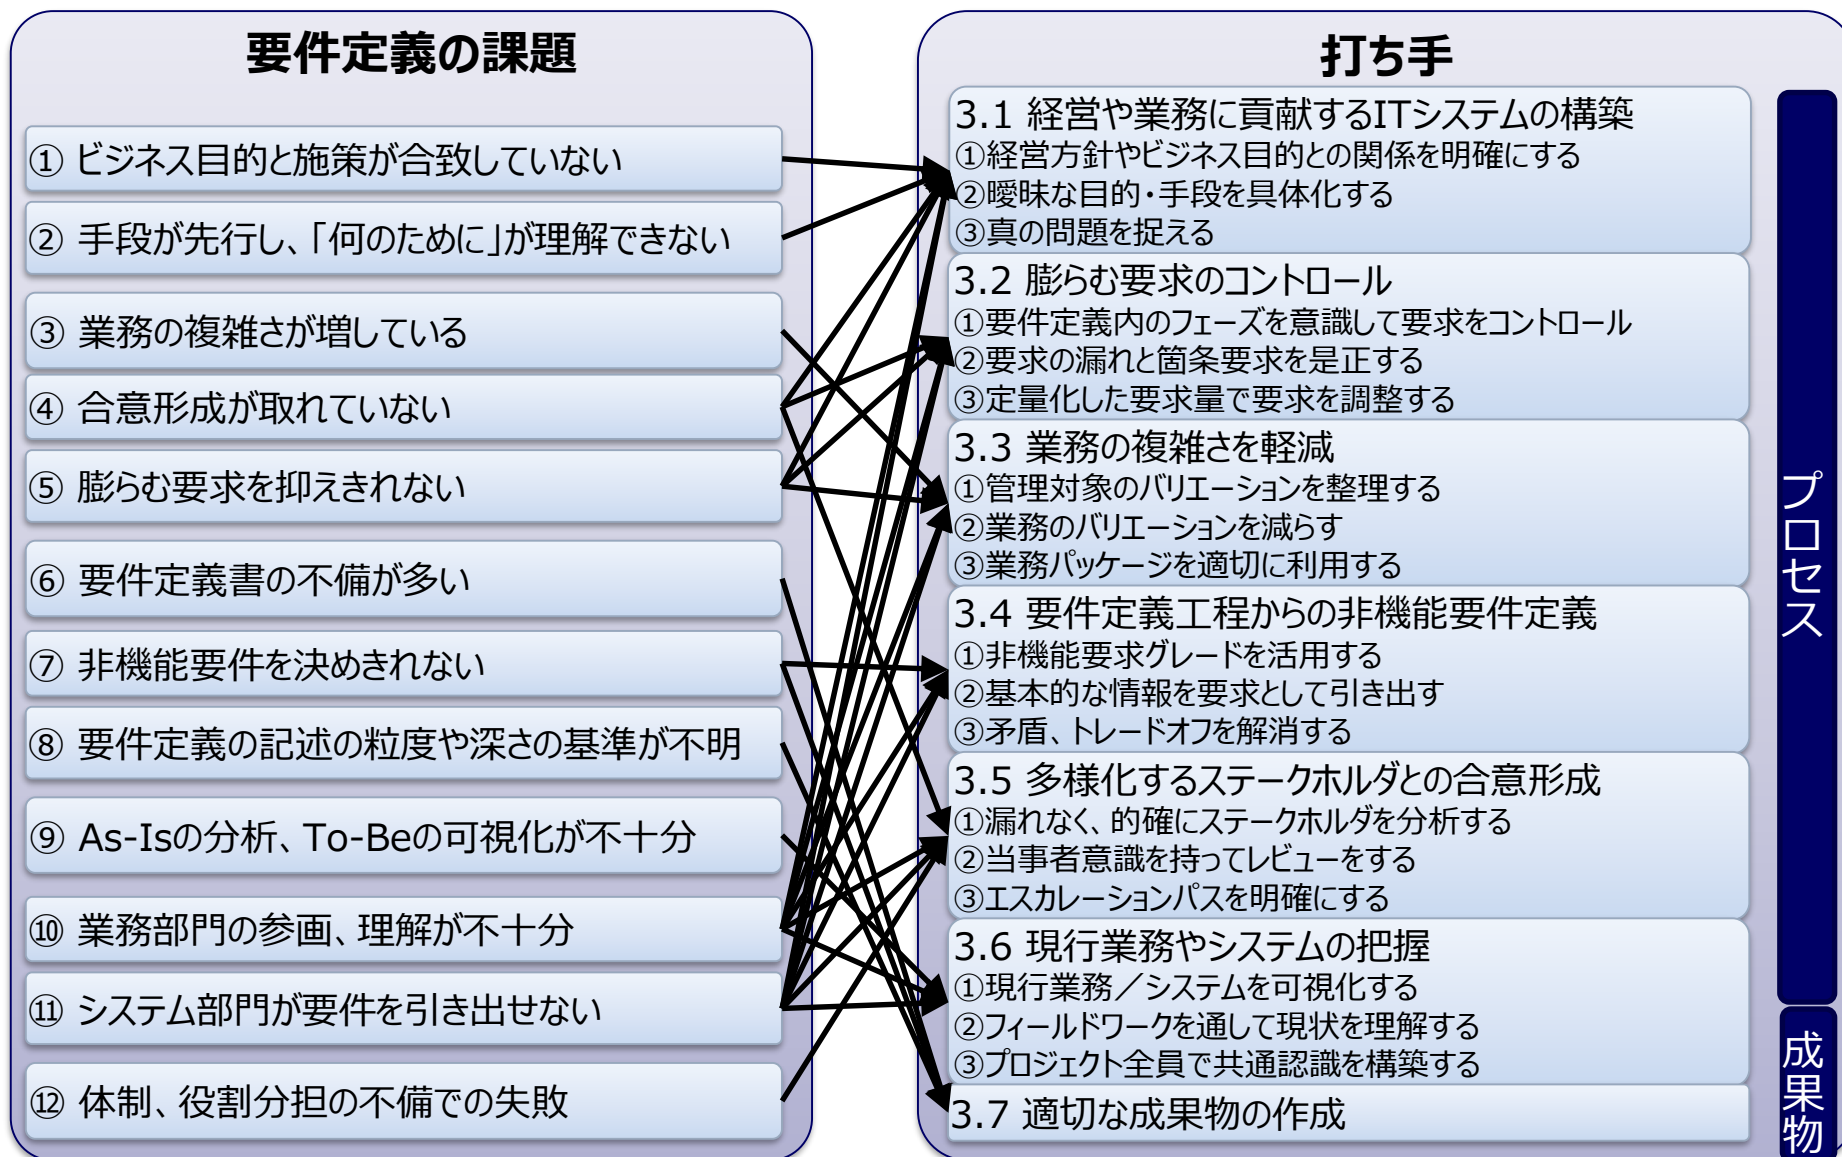 要件定義の課題
① ビジネス目的と施策が合致していない
② 手段が先行し、「何のために」が理解できない
③ 業務の複雑さが増している
④ 合意形成が取れていない
⑤ 膨らむ要求を抑えきれない
⑥ 要件定義書の不備が多い
⑦ 非機能要件を決めきれない
⑧ 要件定義の記述の粒度や深さの基準が不明
⑨ As-Isの分析、To-Beの可視化が不十分
⑩ 業務部門の参画、理解が不十分
⑪ システム部門が要件を引き出せない
⑫ 体制、役割分担の不備での失敗
打ち手
3.1 経営や業務に貢献するITシステムの構築
①経営方針やビジネス目的との関係を明確にする
②曖昧な目的・手段を具体化する
③真の問題を捉える
3.2 膨らむ要求のコントロール
①要件定義内のフェーズを意識して要求をコントロール
②要求の漏れと箇条要求を是正する
③定量化した要求量で要求を調整する
3.3 業務の複雑さを軽減
①管理対象のバリエーションを整理する
②業務のバリエーションを減らす
③業務パッケージを適切に利用する
3.4 要件定義工程からの非機能要件定義
①非機能要求グレードを活用する
②基本的な情報を要求として引き出す
③矛盾、トレードオフを解消する
3.5 多様化するステークホルダとの合意形成
①漏れなく、的確にステークホルダを分析する
②当事者意識を持ってレビューをする
③エスカレーションパスを明確にする
3.6 現行業務やシステムの把握
①現行業務／システムを可視化する
②フィールドワークを通して現状を理解する
③プロジェクト全員で共通認識を構築する
3.7 適切な成果物の作成
プロセス
成果物